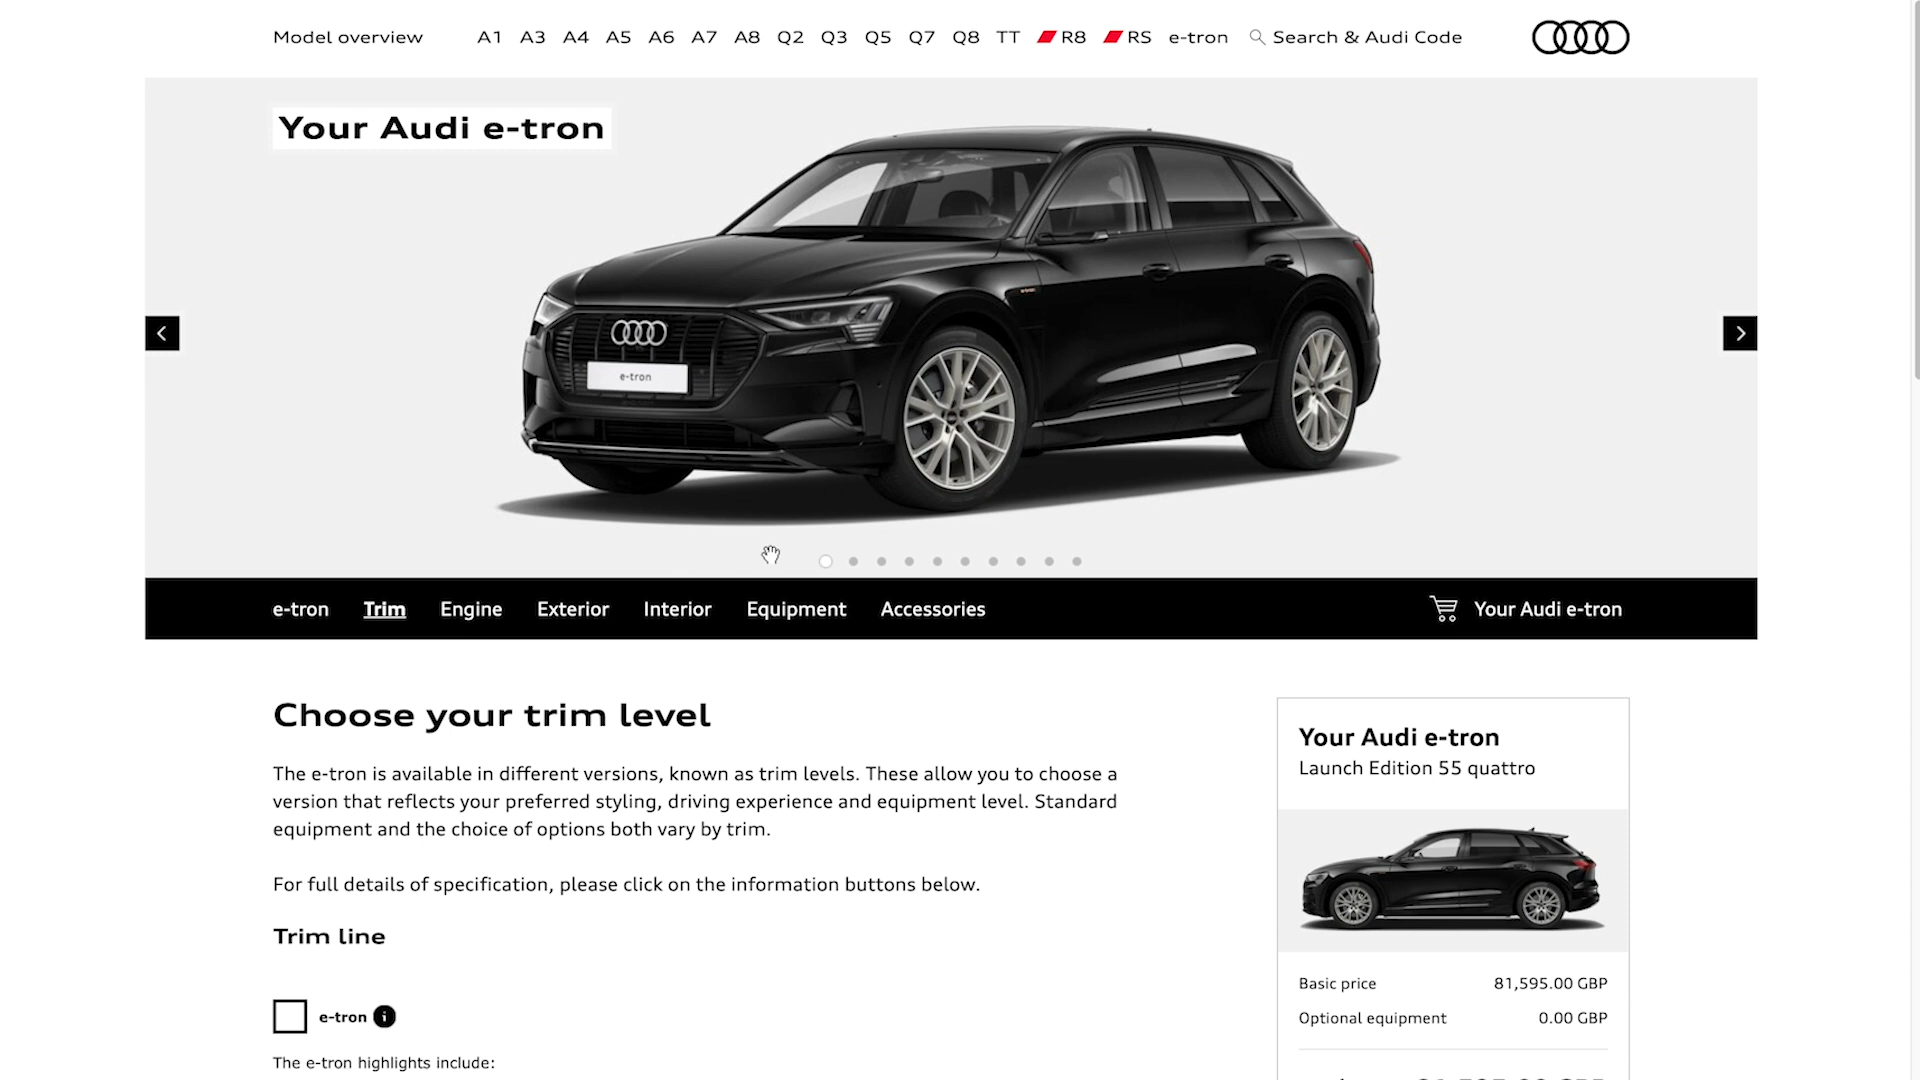 Model overview A1 A3 A4 A5 A6 A7 A8 Q2 Q3 Q5 Q7 Q8 TT R8 RS e-tron Search & Audi Code
Your Audi e-tron
e-tron
e-tron Trim Engine Exterior Interior Equipment Accessories Your Audi e-tron
Choose your trim level
The e-tron is available in different versions, known as trim levels. These allow you to choose a
version that reflects your preferred styling, driving experience and equipment level. Standard
equipment and the choice of options both vary by trim.
For full details of specification, please click on the information buttons below.
Trim line
e-tron i
The e-tron highlights include:
Your Audi e-tron
Launch Edition 55 quattro
Basic price 81,595.00 GBP
Optional equipment 0.00 GBP